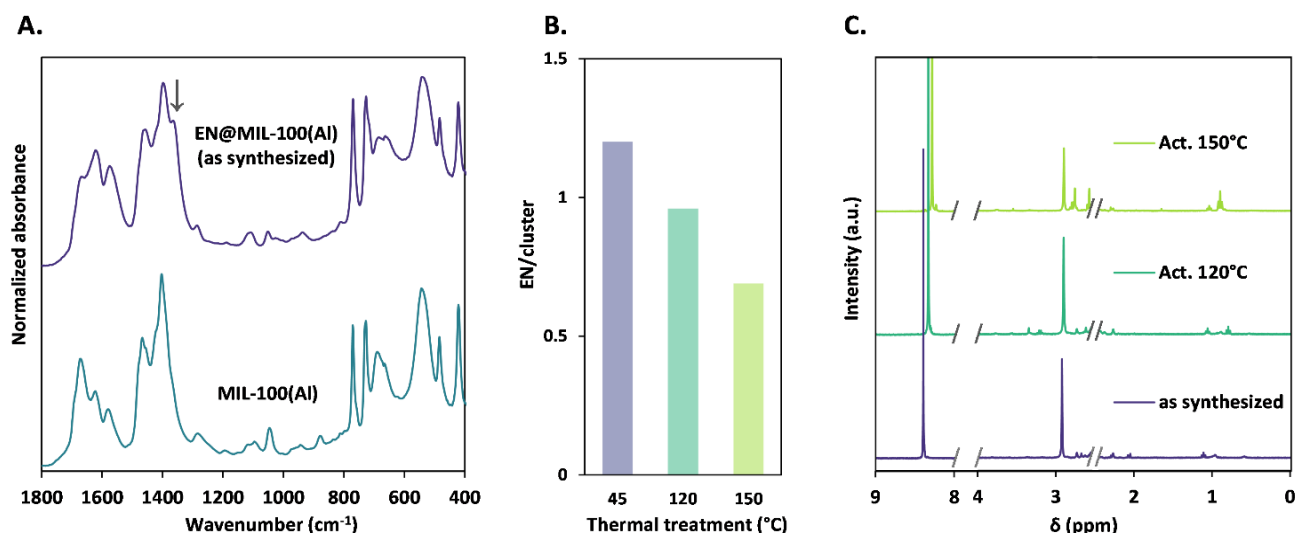 A.
Normalized absorbance
EN@MIL-100(Al)
(as synthesized)
MIL-100(Al)
1800 1600 1400 1200 1000 800 600 400
Wavenumber (cm⁻¹)
B.
EN/cluster
1.5
1
0.5
0
45 120 150
Thermal treatment (°C)
C.
Intensity (a.u.)
Act. 150°C
Act. 120°C
as synthesized
9 8 4 3 2 1 0
δ (ppm)